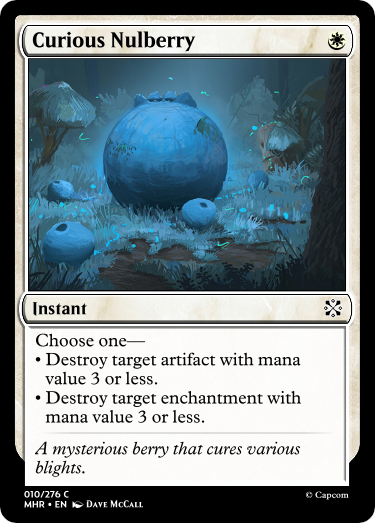 Curious Nulberry
Instant
Choose one—
• Destroy target artifact with mana
value 3 or less.
• Destroy target enchantment with
mana value 3 or less.
A mysterious berry that cures various
blights.
010/276 C
MHR • EN DAVE MCCALL
© Capcom